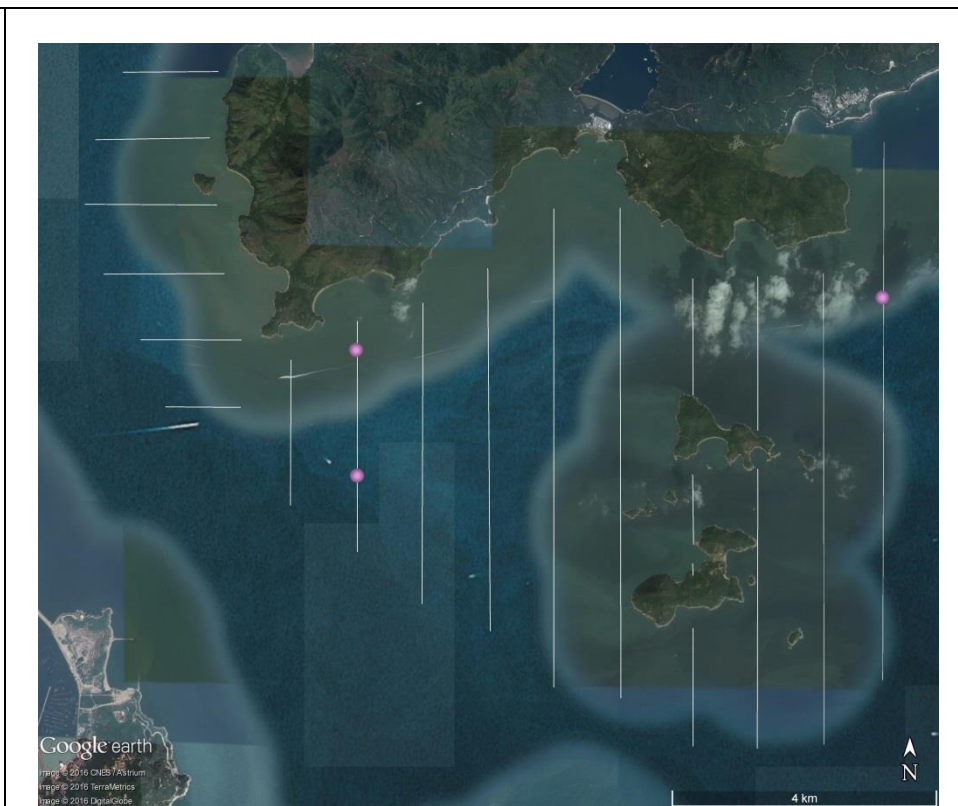 Google earth
Image © 2016 CNES / Astrium
Image © 2016 TerraMetrics
Image © 2016 DigitalGlobe
N
4 km